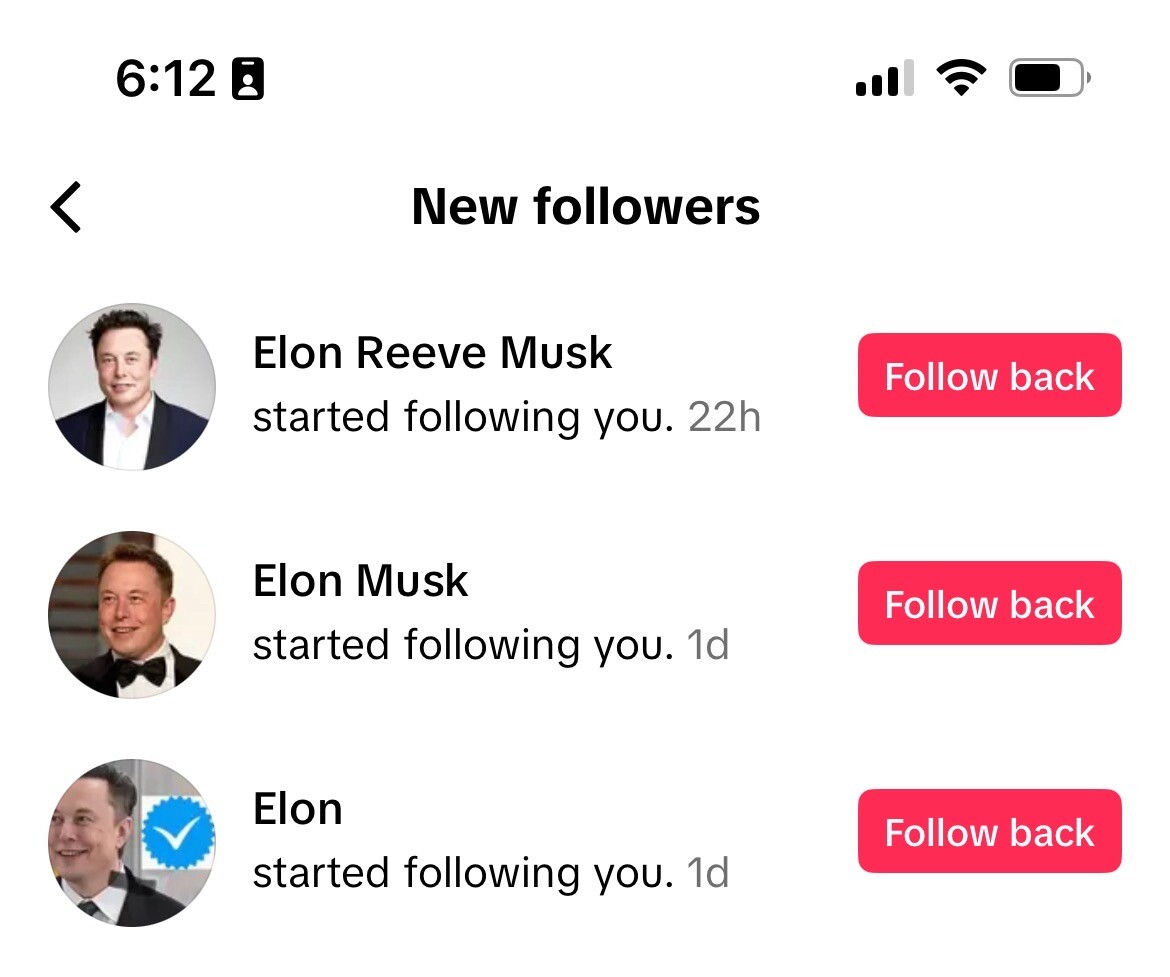 6:12
New followers
Elon Reeve Musk
started following you. 22h
Follow back
Elon Musk
started following you. 1d
Follow back
Elon
started following you. 1d
Follow back